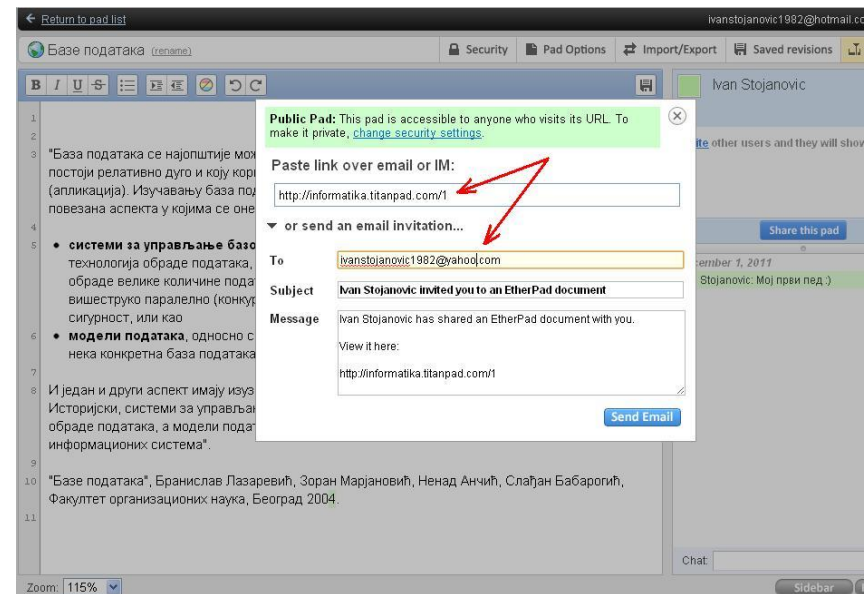 Return to pad list
ivanstojanovic1982@hotmail.co
Базе података (rename)
Security
Pad Options
Import/Export
Saved revisions
B I U S
Ivan Stojanovic
Public Pad: This pad is accessible to anyone who visits its URL. To
make it private, change security settings.
ite other users and they will show
Paste link over email or IM:
http://informatika.titanpad.com/1
or send an email invitation...
To
ivanstojanovic1982@yahoo.com
Subject
Ivan Stojanovic invited you to an EtherPad document
Message
Ivan Stojanovic has shared an EtherPad document with you.
View it here:
http://informatika.titanpad.com/1
Send Email
1
2
3 "База података се најопштије мож
постоји релативно дуго и коју кори
(апликација). Изучавању база под
повезана аспекта у којима се оне
4
5 системи за управљање базо
технологија обраде података,
обраде велике количине пода
вишеструко паралелно (конкур
сигурност, или као
6 модели података, односно с
нека конкретна база података
7
8 И један и други аспект имају изуз
Историјски, системи за управљањ
обраде података, а модели подат
информационих система".
9
10 "Базе података", Бранислав Лазаревић, Зоран Марјановић, Ненад Анчић, Слађан Бабарогић,
Факултет организационих наука, Београд 2004.
11
Share this pad
0
ember 1, 2011
Stojanovic: Мој први пед :)
Chat:
Zoom: 115%
Sidebar